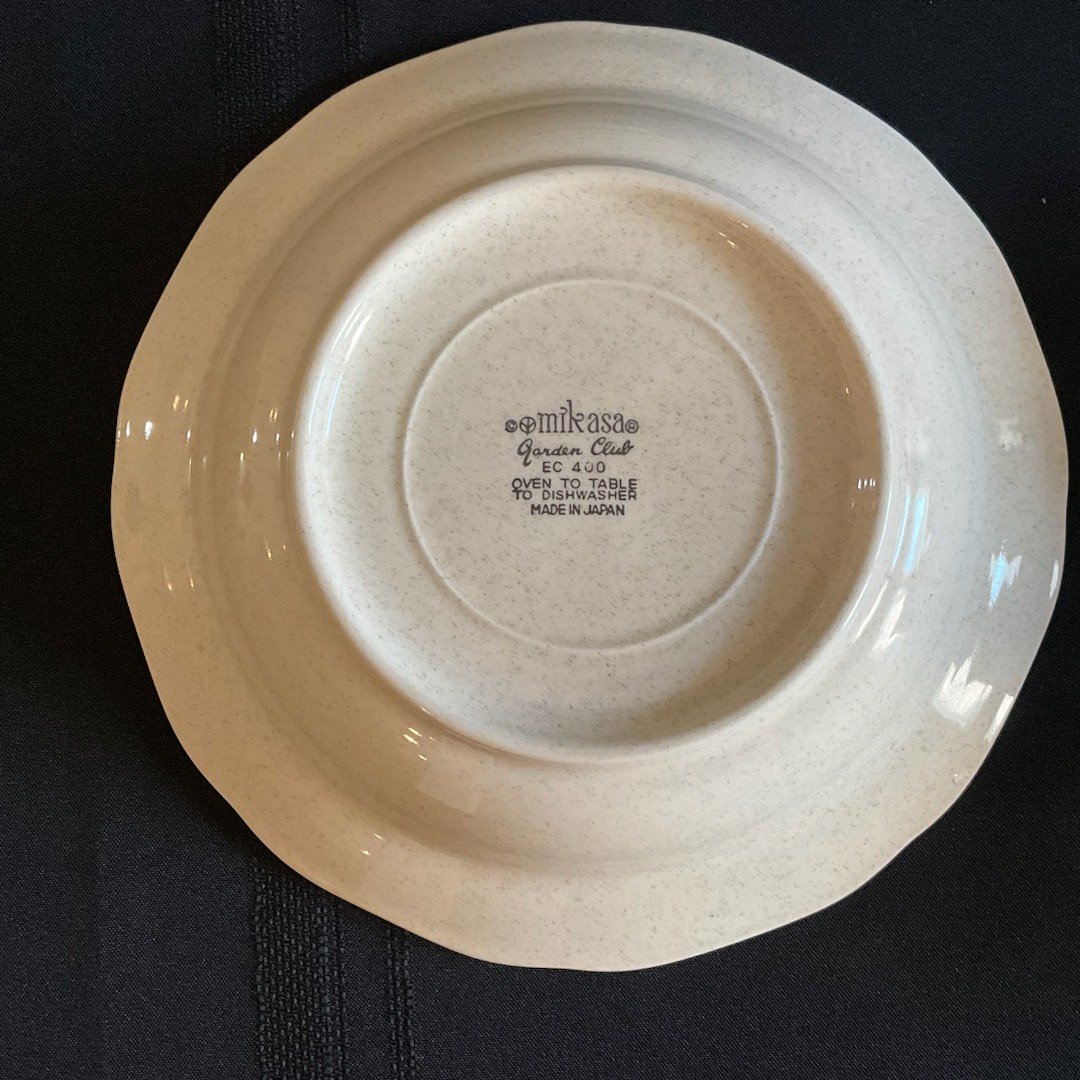 © mikasa ®
Garden Club
EC 400
OVEN TO TABLE
TO DISHWASHER
MADE IN JAPAN